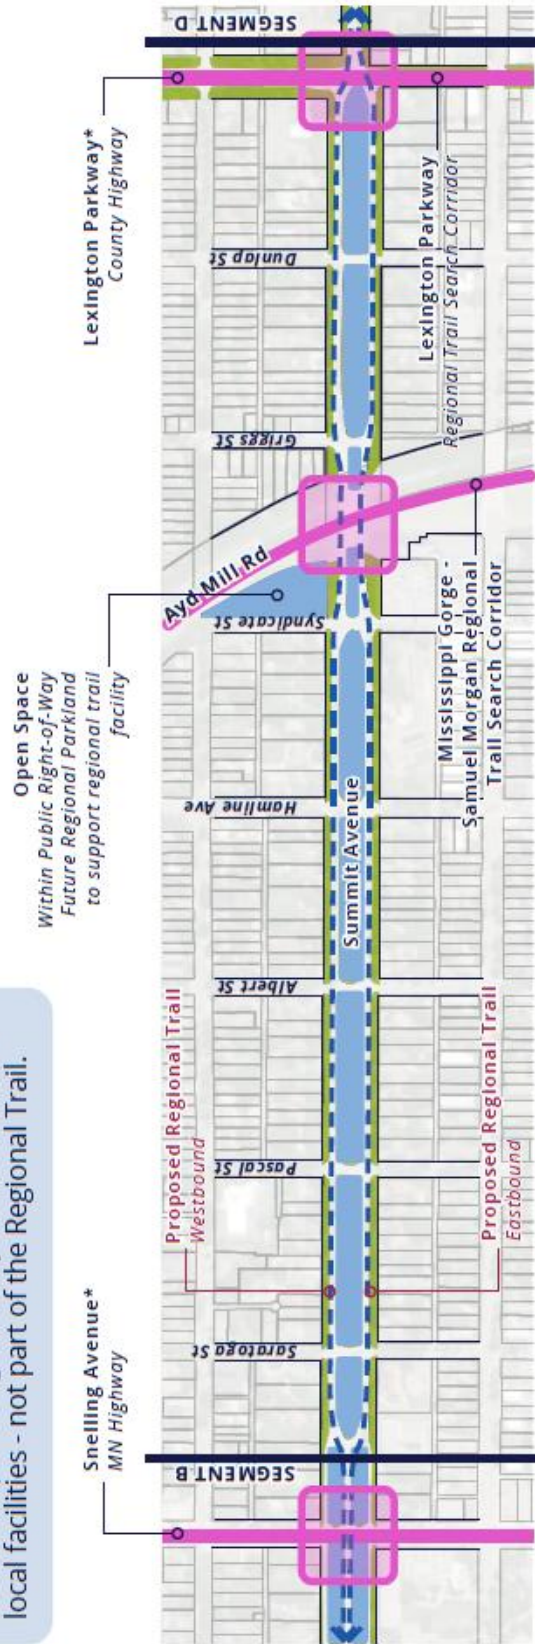 local facilities - not part of the Regional Trail.
Snelling Avenue*
MN Highway
Open Space
Within Public Right-of-Way
Future Regional Parkland
to support regional trail
facility
Lexington Parkway*
County Highway
SEGMENT B
SEGMENT D
Proposed Regional Trail
Westbound
Ayd Mill Rd
Saratoga St
Pascal St
Albert St
Hamline Ave
Syndicate St
Griggs St
Dunlap St
Summit Avenue
Proposed Regional Trail
Eastbound
Mississippi Gorge -
Samuel Morgan Regional
Trail Search Corridor
Lexington Parkway
Regional Trail Search Corridor